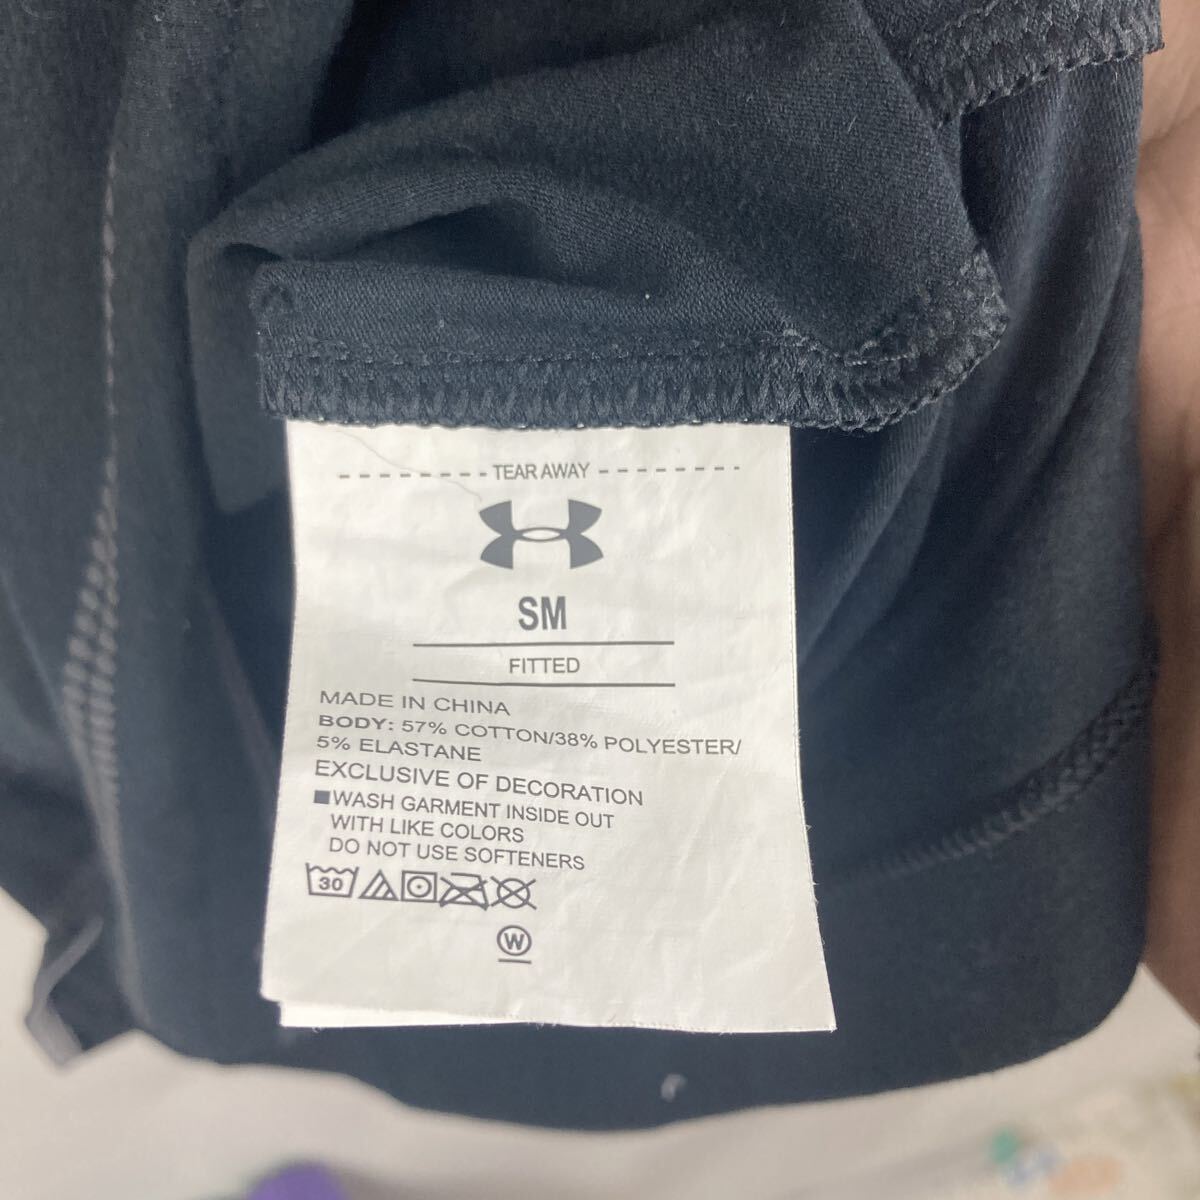 TEAR AWAY
SM
FITTED
MADE IN CHINA
BODY: 57% COTTON/38% POLYESTER/
5% ELASTANE
EXCLUSIVE OF DECORATION
WASH GARMENT INSIDE OUT
WITH LIKE COLORS
DO NOT USE SOFTENERS
30
W